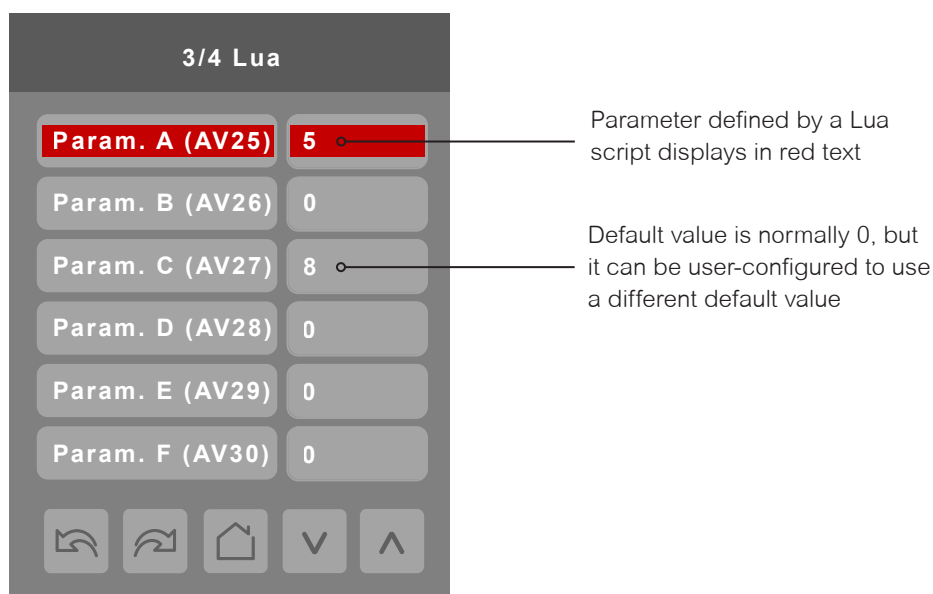 3/4 Lua
Param. A (AV25) 5
Param. B (AV26) 0
Param. C (AV27) 8
Param. D (AV28) 0
Param. E (AV29) 0
Param. F (AV30) 0
Parameter defined by a Lua
script displays in red text
Default value is normally 0, but
it can be user-configured to use
a different default value